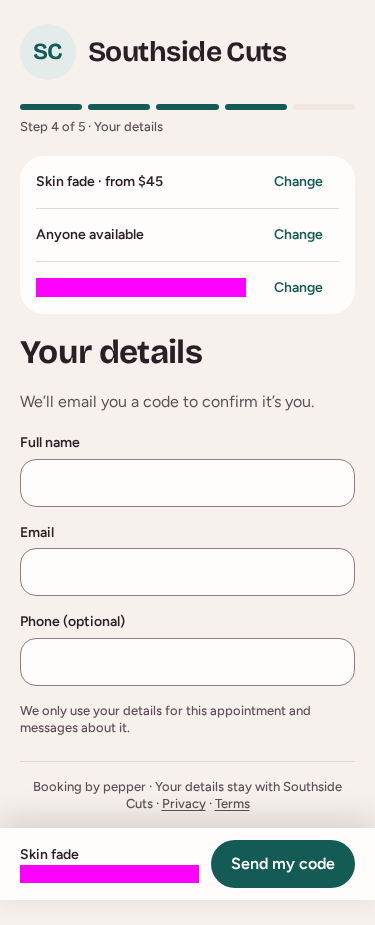 SC
Southside Cuts
Step 4 of 5 · Your details
Skin fade · from $45
Change
Anyone available
Change
Change
Your details
We’ll email you a code to confirm it’s you.
Full name
Email
Phone (optional)
We only use your details for this appointment and
messages about it.
Booking by pepper · Your details stay with Southside
Cuts · Privacy · Terms
Skin fade
Send my code